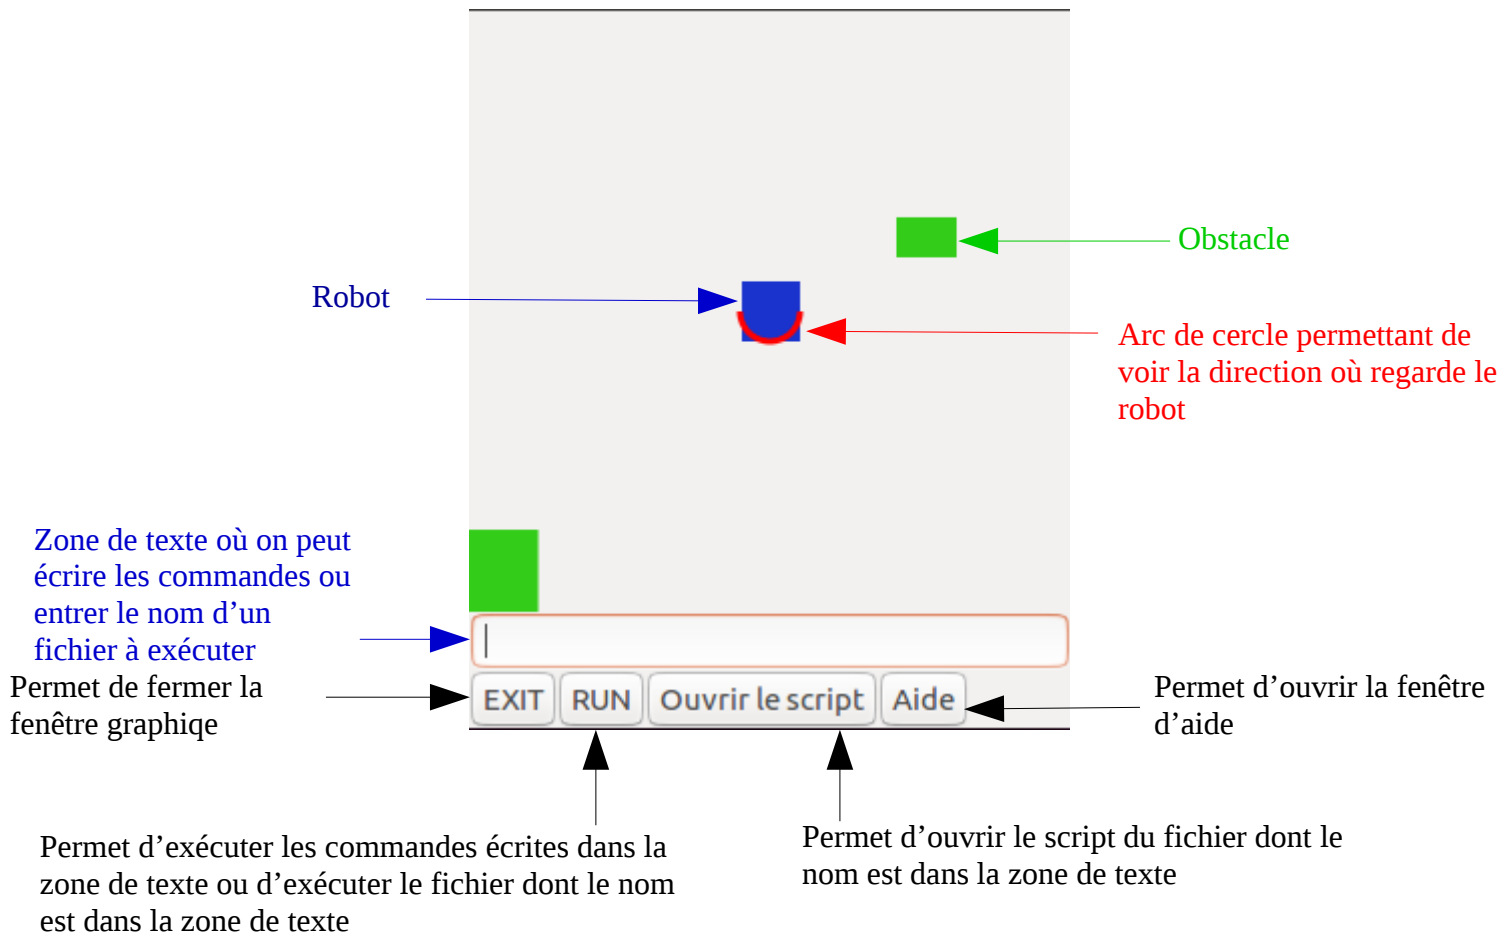 Obstacle
Robot
Arc de cercle permettant de
voir la direction où regarde le
robot
Zone de texte où on peut
écrire les commandes ou
entrer le nom d’un
fichier à exécuter
Permet de fermer la
fenêtre graphiqe
EXIT
RUN
Ouvrir le script
Aide
Permet d’ouvrir la fenêtre
d’aide
Permet d’exécuter les commandes écrites dans la
zone de texte ou d’exécuter le fichier dont le nom
est dans la zone de texte
Permet d’ouvrir le script du fichier dont le
nom est dans la zone de texte